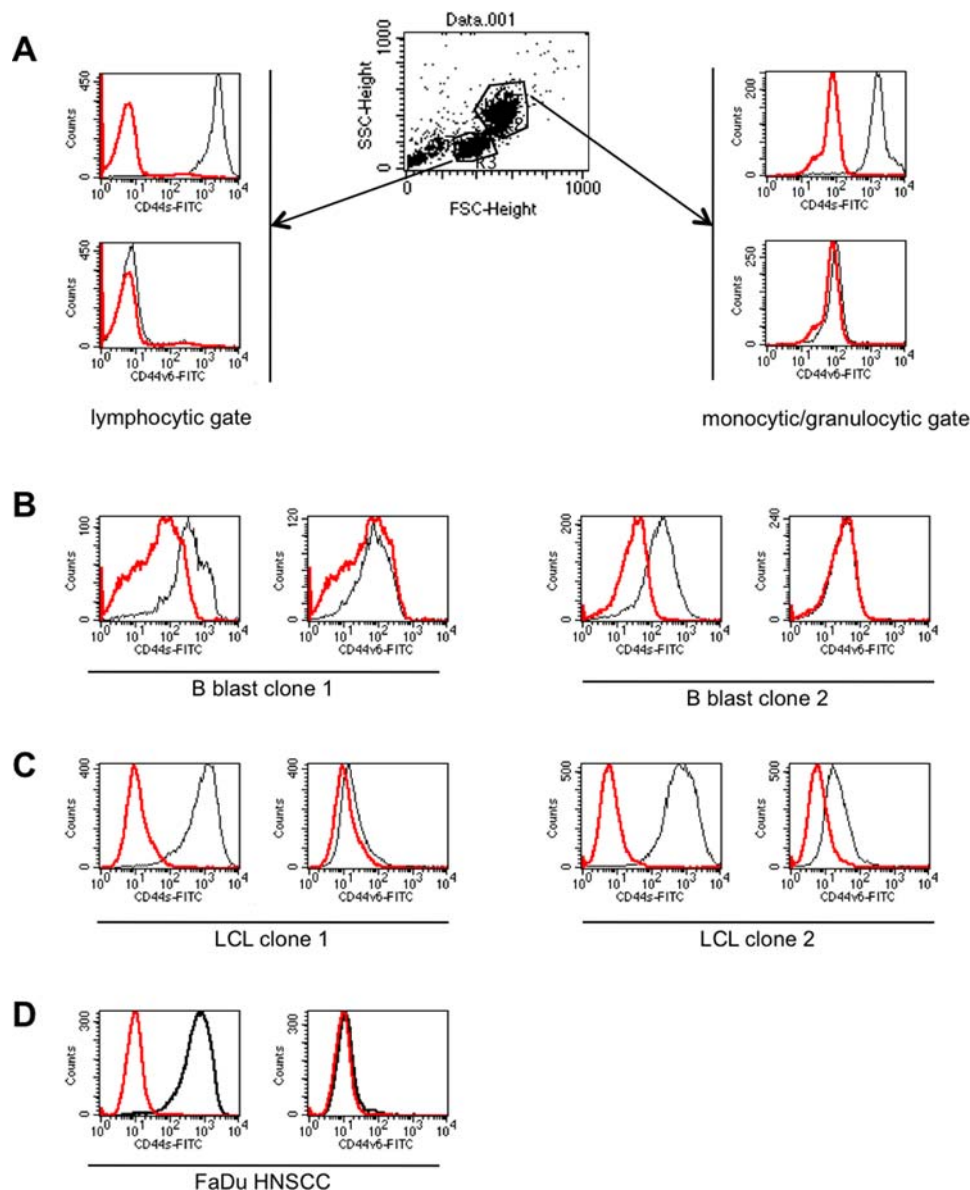 A
Data.001
1000
SSC-Height
0
R3
0 1000
FSC-Height
450
Counts
0
10⁰ 10¹ 10² 10³ 10⁴
CD44s-FITC
450
Counts
0
10⁰ 10¹ 10² 10³ 10⁴
CD44v6-FITC
lymphocytic gate
200
Counts
0
10⁰ 10¹ 10² 10³ 10⁴
CD44s-FITC
250
Counts
0
10⁰ 10¹ 10² 10³ 10⁴
CD44v6-FITC
monocytic/granulocytic gate
B
100
Counts
0
10⁰ 10¹ 10² 10³ 10⁴
CD44s-FITC
120
Counts
0
10⁰ 10¹ 10² 10³ 10⁴
CD44v6-FITC
B blast clone 1
200
Counts
0
10⁰ 10¹ 10² 10³ 10⁴
CD44s-FITC
240
Counts
0
10⁰ 10¹ 10² 10³ 10⁴
CD44v6-FITC
B blast clone 2
C
400
Counts
0
10⁰ 10¹ 10² 10³ 10⁴
CD44s-FITC
400
Counts
0
10⁰ 10¹ 10² 10³ 10⁴
CD44v6-FITC
LCL clone 1
500
Counts
0
10⁰ 10¹ 10² 10³ 10⁴
CD44s-FITC
500
Counts
0
10⁰ 10¹ 10² 10³ 10⁴
CD44v6-FITC
LCL clone 2
D
300
Counts
0
10⁰ 10¹ 10² 10³ 10⁴
CD44s-FITC
300
Counts
0
10⁰ 10¹ 10² 10³ 10⁴
CD44v6-FITC
FaDu HNSCC